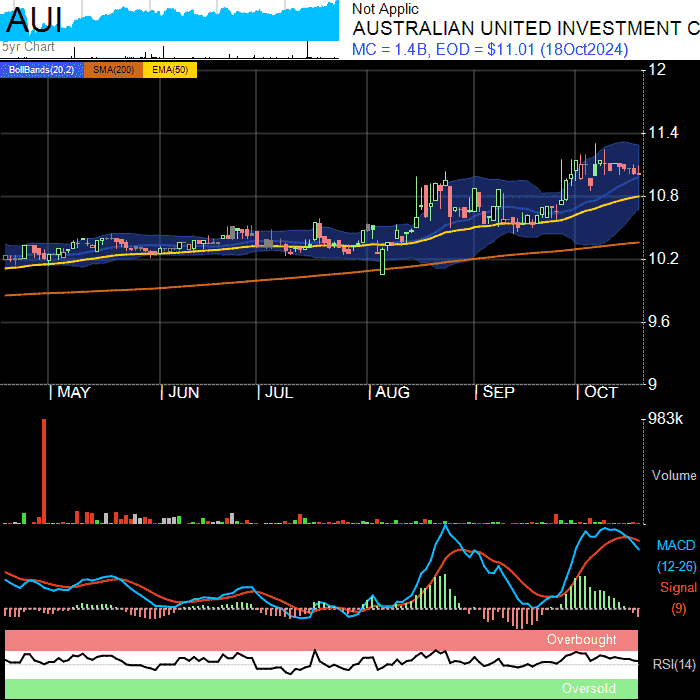 AUI
5yr Chart
Not Applic
AUSTRALIAN UNITED INVESTMENT C
MC = 1.4B, EOD = $11.01 (18Oct2024)
BollBands(20,2) SMA(200) EMA(50)
12
11.4
10.8
10.2
9.6
9
MAY JUN JUL AUG SEP OCT
983k
Volume
MACD
(12-26)
Signal
(9)
Overbought
RSI(14)
Oversold